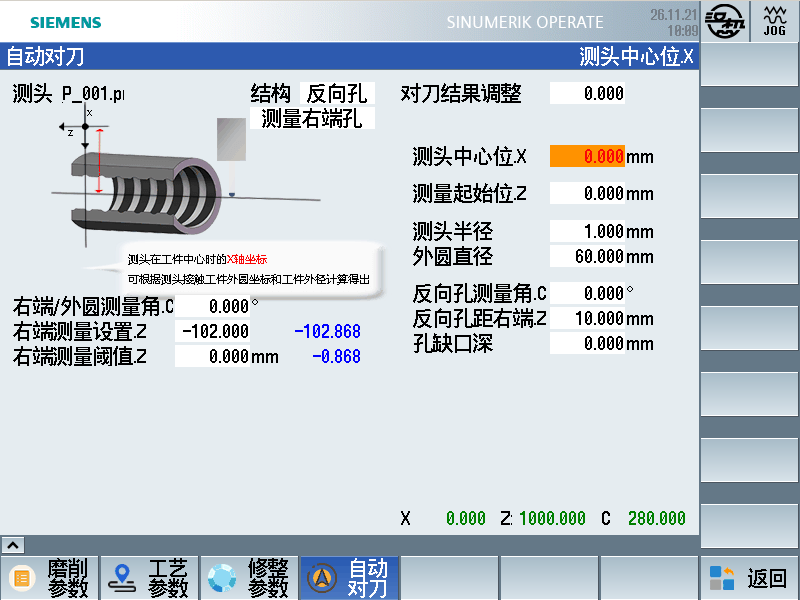 SIEMENS
SINUMERIK OPERATE
26.11.21
10:09
JOG
自动对刀
测头中心位.X
测头 P_001.pr
结构 反向孔
测量右端孔
对刀结果调整 0.000
x
z
测头中心位.X 0.000 mm
测量起始位.Z 0.000 mm
测头半径 1.000 mm
外圆直径 60.000 mm
测头在工件中心时的X轴坐标
可根据测头接触工件外圆坐标和工件外径计算得出
右端/外圆测量角.C 0.000 °
右端测量设置.Z -102.000 -102.868
右端测量阈值.Z 0.000 mm -0.868
反向孔测量角.C 0.000 °
反向孔距右端.Z 10.000 mm
孔缺口深 0.000 mm
X 0.000 Z: 1000.000 C 280.000
磨削
参数
工艺
参数
修整
参数
自动
对刀
返回